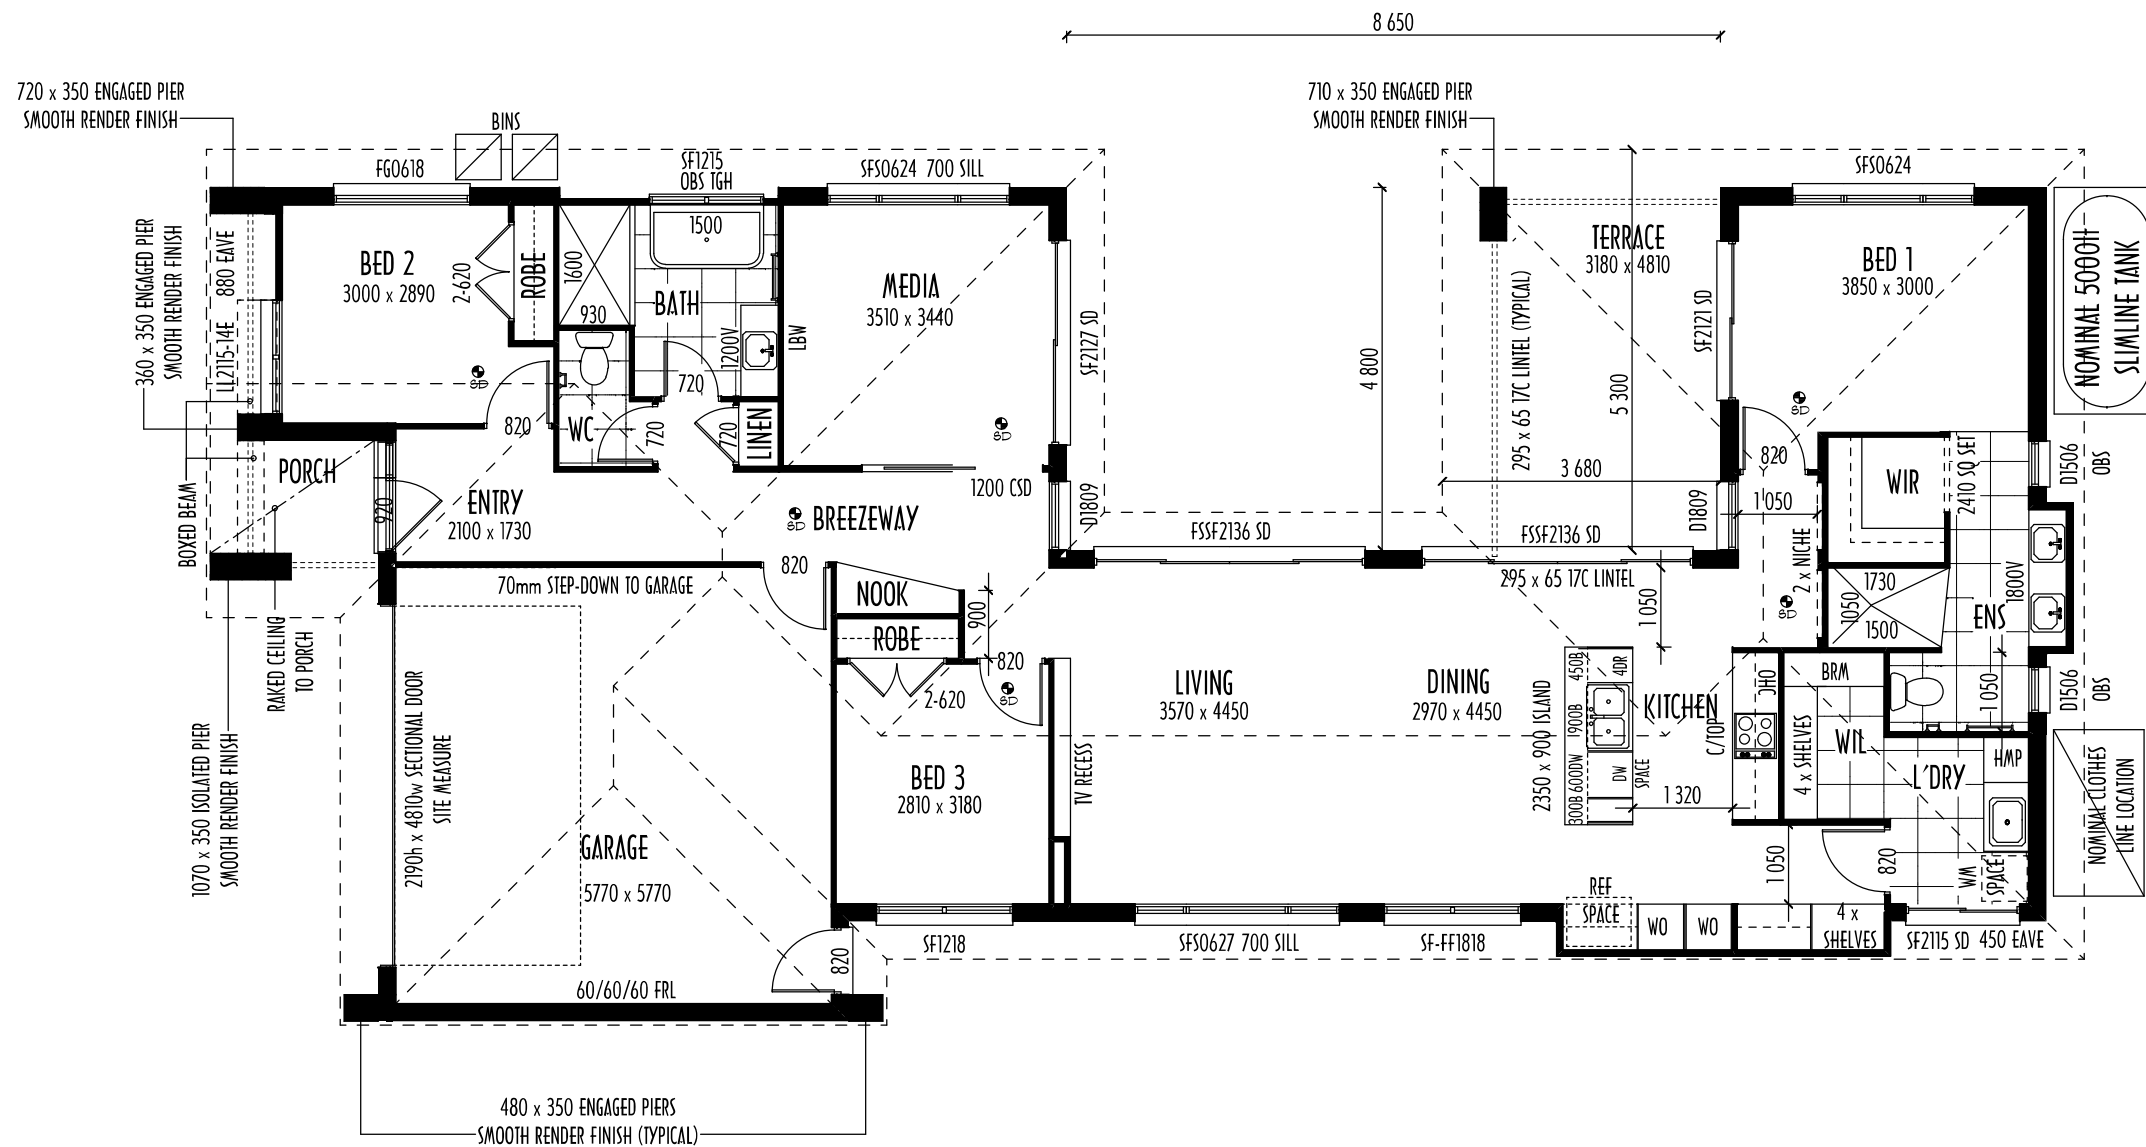 8 650
720 x 350 ENGAGED PIER
SMOOTH RENDER FINISH
BINS
710 x 350 ENGAGED PIER
SMOOTH RENDER FINISH
FG0618
SF1215
OBS TGH
SFS0624 700 SILL
SFS0624
360 x 350 ENGAGED PIER
SMOOTH RENDER FINISH
880 EAVE
LL2115-14E
BED 2
3000 x 2890
2-620
ROBE
1600
930
1500
BATH
1200V
LBW
MEDIA
3510 x 3440
SF2127 SD
4 800
295 x 65 17C LINTEL (TYPICAL)
TERRACE
3180 x 4810
5 300
SF2121 SD
BED 1
3850 x 3000
NOMINAL 5000H
SLIMLINE TANK
SD
820
WC
720
720
720
LINEN
SD
SD
820
WIR
2410 SQ SET
D1506
OBS
PORCH
920
BOXED BEAM
ENTRY
2100 x 1730
SD
BREEZEWAY
1200 CSD
D1809
3 680
D1809
1 050
2 x NICHE
FSSF2136 SD
FSSF2136 SD
295 x 65 17C LINTEL
1 050
SD
1730
1050
1500
ENS
1800V
70mm STEP-DOWN TO GARAGE
820
NOOK
ROBE
900
RAKED CEILING
TO PORCH
1070 x 350 ISOLATED PIER
SMOOTH RENDER FINISH
2190h x 4810w SECTIONAL DOOR
SITE MEASURE
820
SD
2-620
BED 3
2810 x 3180
TV RECESS
LIVING
3570 x 4450
DINING
2970 x 4450
2350 x 900 ISLAND
450B
900B
600DW
300B
4DR
DW
SPACE
KITCHEN
OHC
C/TOP
1 320
BRM
4 x SHELVES
WIL
1 050
D1506
OBS
L'DRY
HMP
NOMINAL CLOTHES
LINE LOCATION
GARAGE
5770 x 5770
1 050
820
WM
SPACE
REF
SPACE
WO
WO
4 x
SHELVES
SF1218
SFS0627 700 SILL
SF-FF1818
SF2115 SD
450 EAVE
820
60/60/60 FRL
480 x 350 ENGAGED PIERS
SMOOTH RENDER FINISH (TYPICAL)